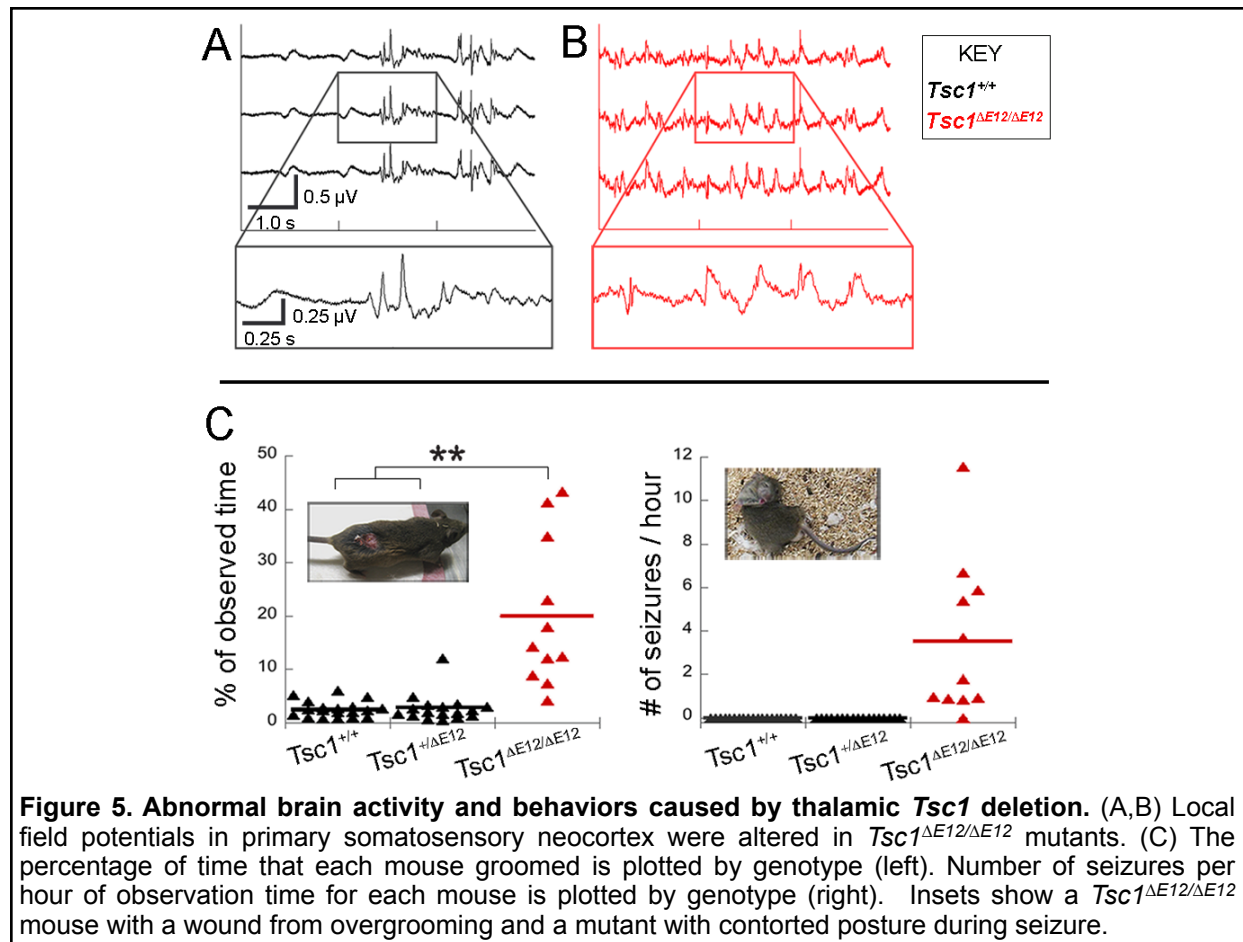 A
B
KEY
Tsc1+/+
Tsc1ΔE12/ΔE12
0.5 µV
1.0 s
0.25 µV
0.25 s
C
50
40
30
20
10
0
% of observed time
**
Tsc1+/+
Tsc1+/ΔE12
Tsc1ΔE12/ΔE12
12
10
8
6
4
2
0
# of seizures / hour
Tsc1+/+
Tsc1+/ΔE12
Tsc1ΔE12/ΔE12
Figure 5. Abnormal brain activity and behaviors caused by thalamic Tsc1 deletion. (A,B) Local
field potentials in primary somatosensory neocortex were altered in Tsc1ΔE12/ΔE12 mutants. (C) The
percentage of time that each mouse groomed is plotted by genotype (left). Number of seizures per
hour of observation time for each mouse is plotted by genotype (right). Insets show a Tsc1ΔE12/ΔE12
mouse with a wound from overgrooming and a mutant with contorted posture during seizure.